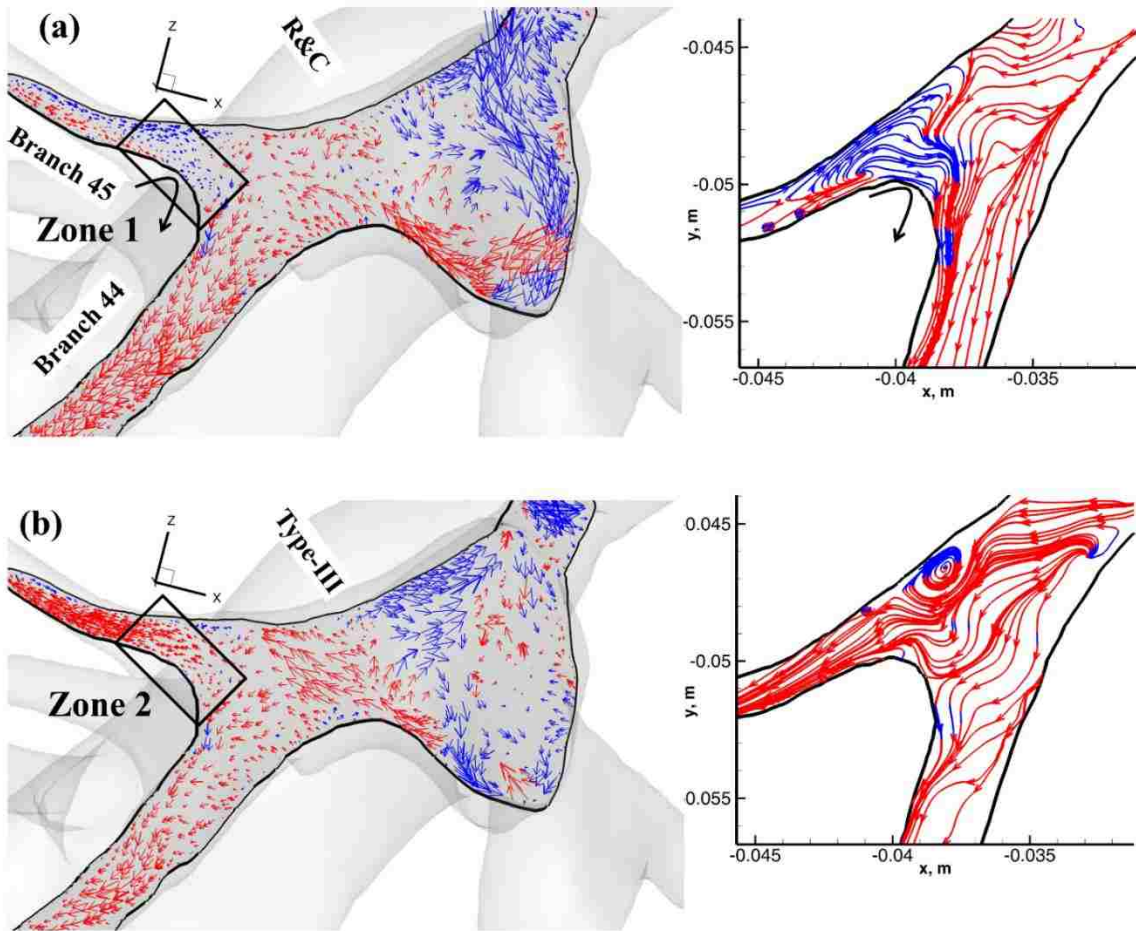 (a)
z
x
R&C
Branch 45
Zone 1
Branch 44
-0.045
-0.05
-0.055
y, m
-0.045
-0.04
-0.035
x, m
(b)
z
x
Type-III
Zone 2
0.045
-0.05
0.055
y, m
-0.045
-0.04
-0.035
x, m